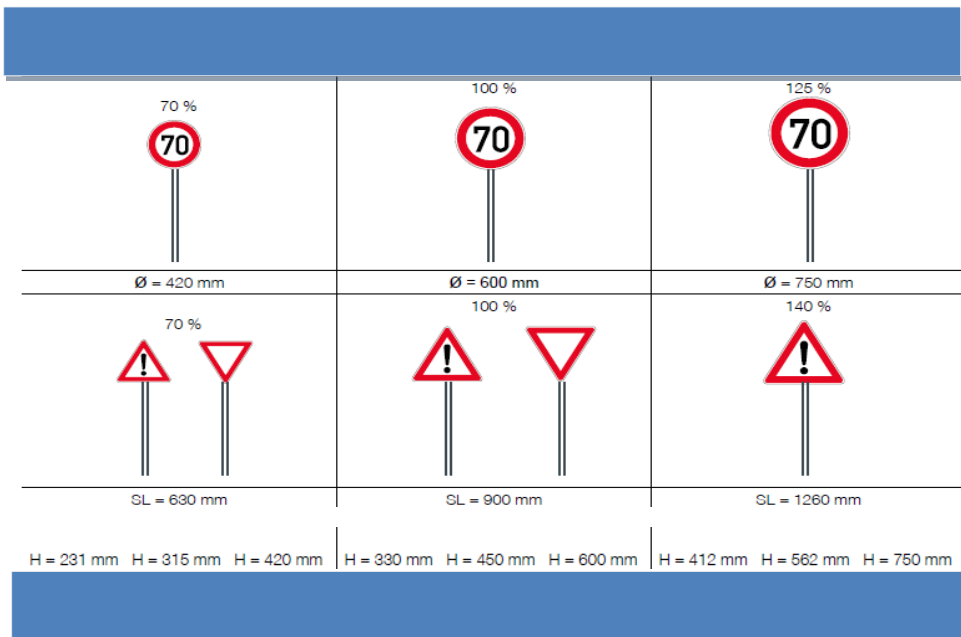 70 % 100 % 125 %
70 70 70
Ø = 420 mm Ø = 600 mm Ø = 750 mm
70 % 100 % 140 %
! ! !
SL = 630 mm SL = 900 mm SL = 1260 mm
H = 231 mm H = 315 mm H = 420 mm H = 330 mm H = 450 mm H = 600 mm H = 412 mm H = 562 mm H = 750 mm